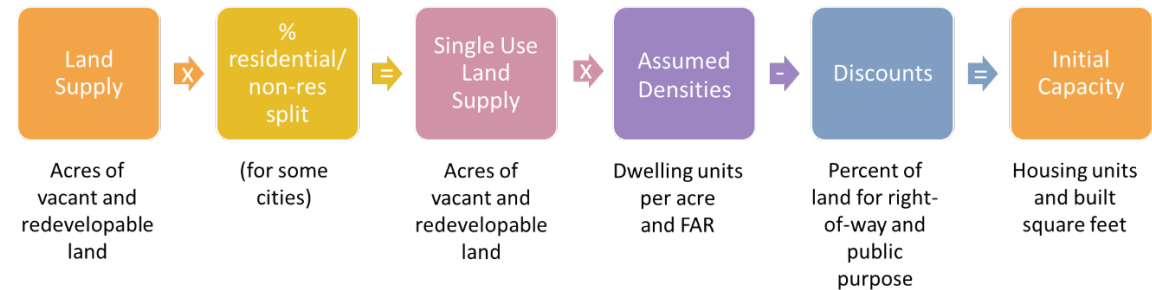 Land
Supply
x
%
residential/
non-res
split
=
Single Use
Land
Supply
x
Assumed
Densities
-
Discounts
=
Initial
Capacity
Acres of
vacant and
redevelopable
land
(for some
cities)
Acres of
vacant and
redevelopable
land
Dwelling units
per acre
and FAR
Percent of
land for right-
of-way and
public
purpose
Housing units
and built
square feet